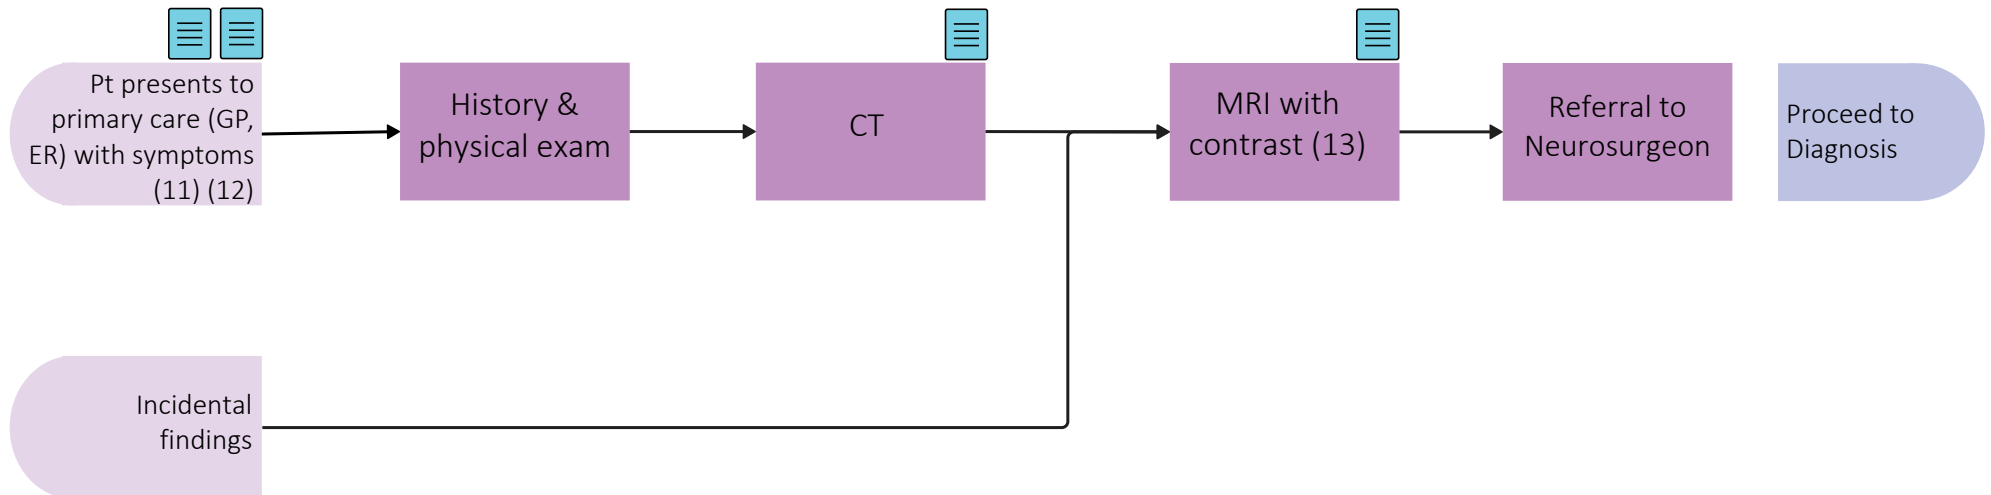 Pt presents to
primary care (GP,
ER) with symptoms
(11) (12)
History &
physical exam
CT
MRI with
contrast (13)
Referral to
Neurosurgeon
Proceed to
Diagnosis
Incidental
findings